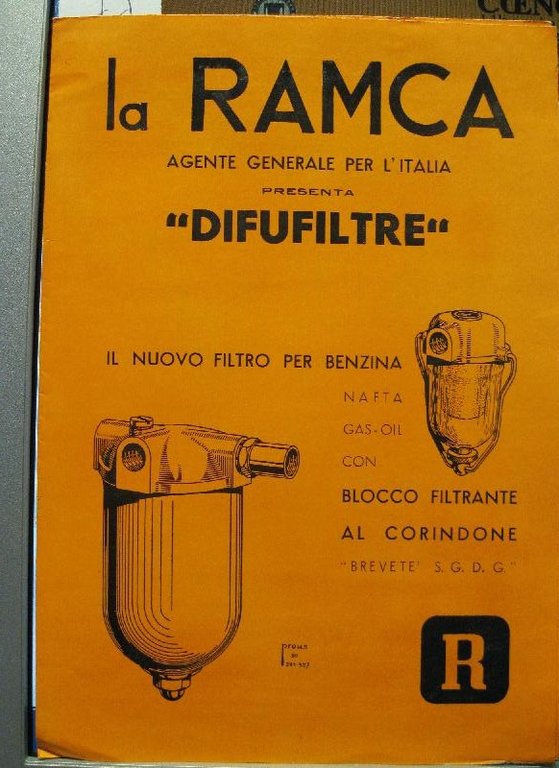 CŒN
la RAMCA
AGENTE GENERALE PER L'ITALIA
PRESENTA
"DIFUFILTRE"
IL NUOVO FILTRO PER BENZINA
NAFTA
GAS-OIL
CON
BLOCCO FILTRANTE
AL CORINDONE
"BREVETE' S. G. D. G."
R